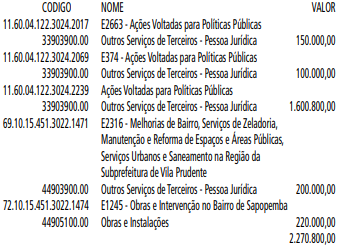 CODIGO NOME VALOR
11.60.04.122.3024.2017 E2663 - Ações Voltadas para Políticas Públicas
33903900.00 Outros Serviços de Terceiros - Pessoa Jurídica 150.000,00
11.60.04.122.3024.2069 E374 - Ações Voltadas para Políticas Públicas
33903900.00 Outros Serviços de Terceiros - Pessoa Jurídica 100.000,00
11.60.04.122.3024.2239 Ações Voltadas para Políticas Públicas
33903900.00 Outros Serviços de Terceiros - Pessoa Jurídica 1.600.800,00
69.10.15.451.3022.1471 E2316 - Melhorias de Bairro, Serviços de Zeladoria,
Manutenção e Reforma de Espaços e Áreas Públicas,
Serviços Urbanos e Saneamento na Região da
Subprefeitura de Vila Prudente
44903900.00 Outros Serviços de Terceiros - Pessoa Jurídica 200.000,00
72.10.15.451.3022.1474 E1245 - Obras e Intervenção no Bairro de Sapopemba
44905100.00 Obras e Instalações 220.000,00
2.270.800,00